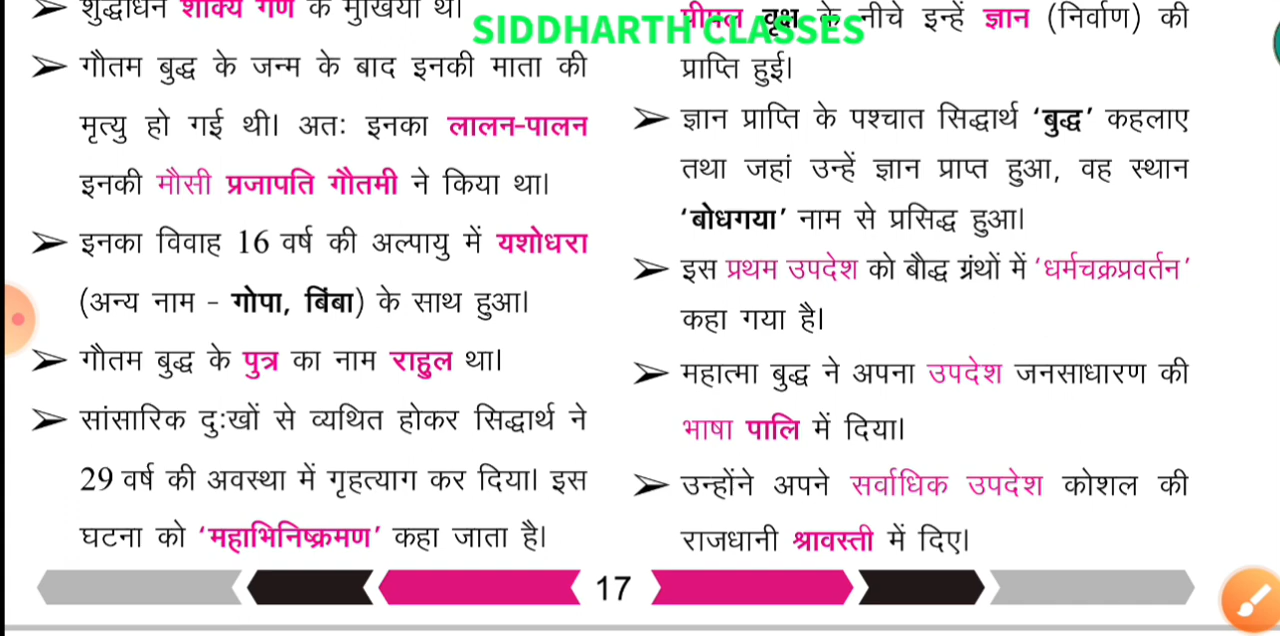 शुद्धोधन शाक्य गण के मुखिया थे।
गौतम बुद्ध के जन्म के बाद इनकी माता की
मृत्यु हो गई थी। अतः इनका लालन-पालन
इनकी मौसी प्रजापति गौतमी ने किया था।
इनका विवाह 16 वर्ष की अल्पायु में यशोधरा
(अन्य नाम - गोपा, बिंबा) के साथ हुआ।
गौतम बुद्ध के पुत्र का नाम राहुल था।
सांसारिक दुःखों से व्यथित होकर सिद्धार्थ ने
29 वर्ष की अवस्था में गृहत्याग कर दिया। इस
घटना को ‘महाभिनिष्क्रमण’ कहा जाता है।
SIDDHARTH CLASSES
पीपल वृक्ष के नीचे इन्हें ज्ञान (निर्वाण) की
प्राप्ति हुई।
ज्ञान प्राप्ति के पश्चात सिद्धार्थ ‘बुद्ध’ कहलाए
तथा जहां उन्हें ज्ञान प्राप्त हुआ, वह स्थान
‘बोधगया’ नाम से प्रसिद्ध हुआ।
इस प्रथम उपदेश को बौद्ध ग्रंथों में ‘धर्मचक्रप्रवर्तन’
कहा गया है।
महात्मा बुद्ध ने अपना उपदेश जनसाधारण की
भाषा पालि में दिया।
उन्होंने अपने सर्वाधिक उपदेश कोशल की
राजधानी श्रावस्ती में दिए।
17